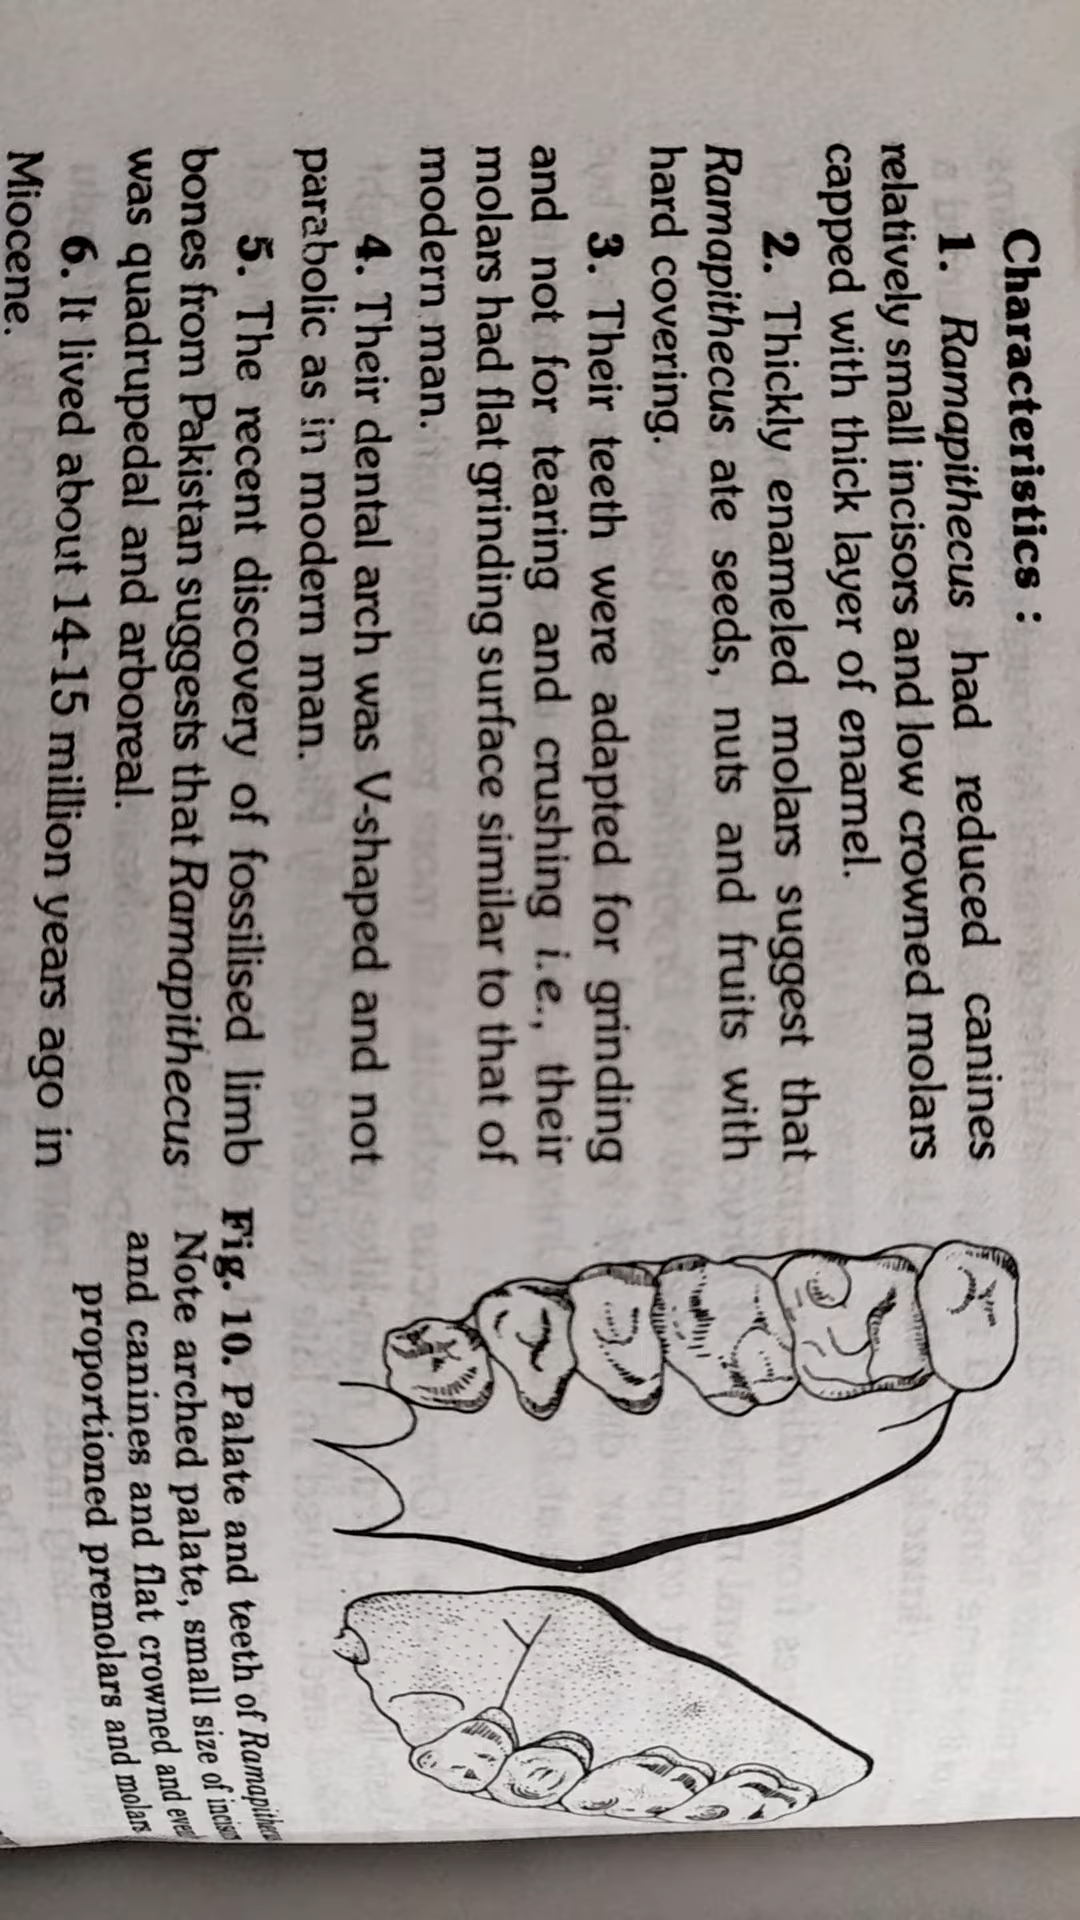 Characteristics :
1. Ramapithecus had reduced canines
relatively small incisors and low crowned molars
capped with thick layer of enamel.
2. Thickly enameled molars suggest that
Ramapithecus ate seeds, nuts and fruits with
hard covering.
3. Their teeth were adapted for grinding
and not for tearing and crushing i.e., their
molars had flat grinding surface similar to that of
modern man.
4. Their dental arch was V-shaped and not
parabolic as in modern man.
5. The recent discovery of fossilised limb
bones from Pakistan suggests that Ramapithecus
was quadrupedal and arboreal.
6. It lived about 14-15 million years ago in
Miocene.
Fig. 10. Palate and teeth of
Note arched palate, small size of
and canines and flat crowned and
proportioned premolars and molars